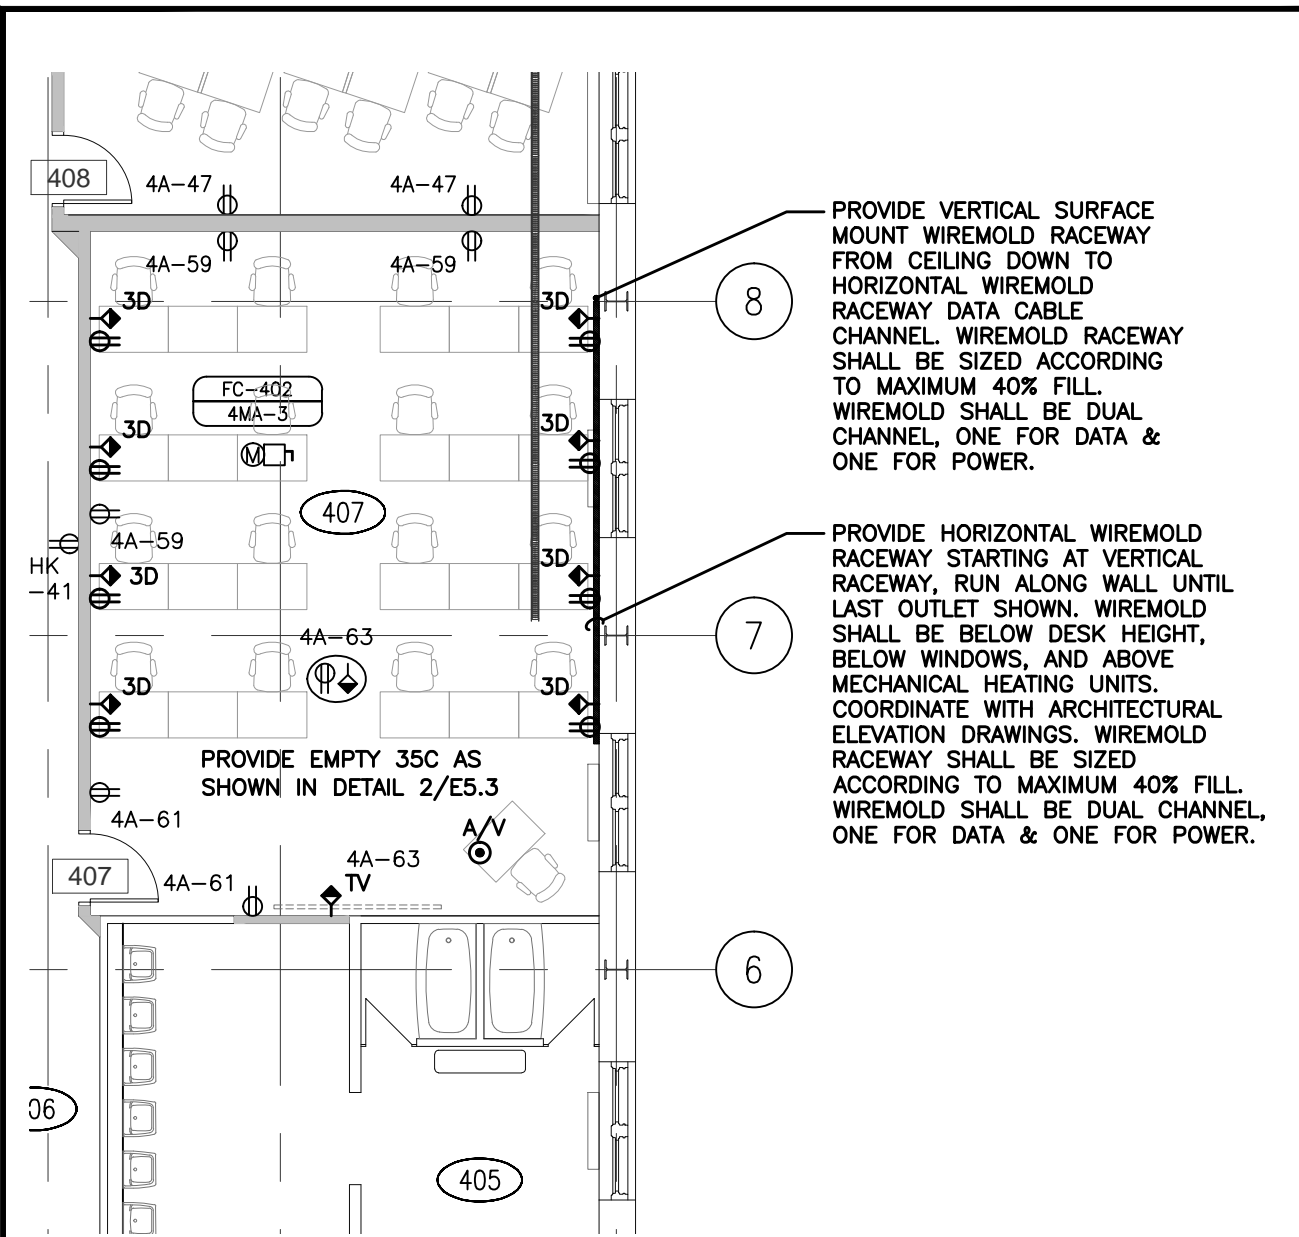 408
4A-47
4A-47
4A-59
4A-59
3D
3D
FC-402
4MA-3
3D
3D
M
407
4A-59
HK
-41
3D
3D
4A-63
3D
3D
PROVIDE EMPTY 35C AS
SHOWN IN DETAIL 2/E5.3
4A-61
A/V
407
4A-61
4A-63
TV
06
405
PROVIDE VERTICAL SURFACE
MOUNT WIREMOLD RACEWAY
FROM CEILING DOWN TO
HORIZONTAL WIREMOLD
RACEWAY DATA CABLE
CHANNEL. WIREMOLD RACEWAY
SHALL BE SIZED ACCORDING
TO MAXIMUM 40% FILL.
WIREMOLD SHALL BE DUAL
CHANNEL, ONE FOR DATA &
ONE FOR POWER.
8
PROVIDE HORIZONTAL WIREMOLD
RACEWAY STARTING AT VERTICAL
RACEWAY, RUN ALONG WALL UNTIL
LAST OUTLET SHOWN. WIREMOLD
SHALL BE BELOW DESK HEIGHT,
BELOW WINDOWS, AND ABOVE
MECHANICAL HEATING UNITS.
COORDINATE WITH ARCHITECTURAL
ELEVATION DRAWINGS. WIREMOLD
RACEWAY SHALL BE SIZED
ACCORDING TO MAXIMUM 40% FILL.
WIREMOLD SHALL BE DUAL CHANNEL,
ONE FOR DATA & ONE FOR POWER.
7
6